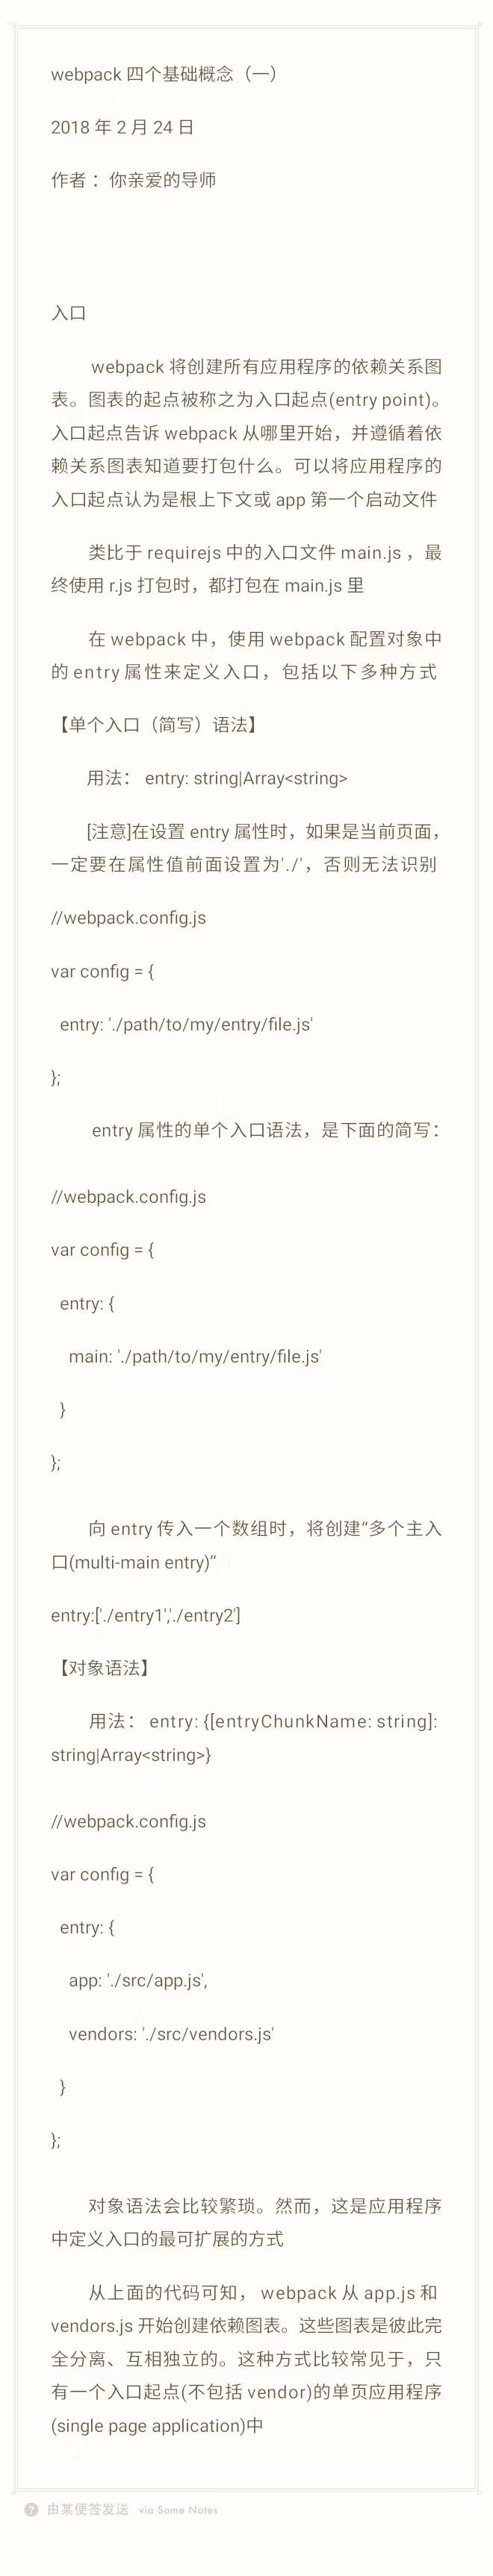 webpack 四个基础概念（一）
2018 年 2 月 24 日
作者 ：你亲爱的导师
入口
webpack 将创建所有应用程序的依赖关系图
表。图表的起点被称之为入口起点(entry point)。
入口起点告诉 webpack 从哪里开始，并遵循着依
赖关系图表知道要打包什么。可以将应用程序的
入口起点认为是根上下文或 app 第一个启动文件
类比于 requirejs 中的入口文件 main.js ，最
终使用 r.js 打包时，都打包在 main.js 里
在 webpack 中，使用 webpack 配置对象中
的 entry 属性来定义入口，包括以下多种方式
【单个入口（简写）语法】
用法： entry: string|Array<string>
[注意]在设置 entry 属性时，如果是当前页面，
一定要在属性值前面设置为'./'，否则无法识别
//webpack.config.js
var config = {
entry: './path/to/my/entry/file.js'
};
entry 属性的单个入口语法，是下面的简写：
//webpack.config.js
var config = {
entry: {
main: './path/to/my/entry/file.js'
}
};
向 entry 传入一个数组时，将创建“多个主入
口(multi-main entry)”
entry:['./entry1','./entry2']
【对象语法】
用法： entry: {[entryChunkName: string]:
string|Array<string>}
//webpack.config.js
var config = {
entry: {
app: './src/app.js',
vendors: './src/vendors.js'
}
};
对象语法会比较繁琐。然而，这是应用程序
中定义入口的最可扩展的方式
从上面的代码可知， webpack 从 app.js 和
vendors.js 开始创建依赖图表。这些图表是彼此完
全分离、互相独立的。这种方式比较常见于，只
有一个入口起点(不包括 vendor)的单页应用程序
(single page application)中
? 由某便签发送 via Some Notes